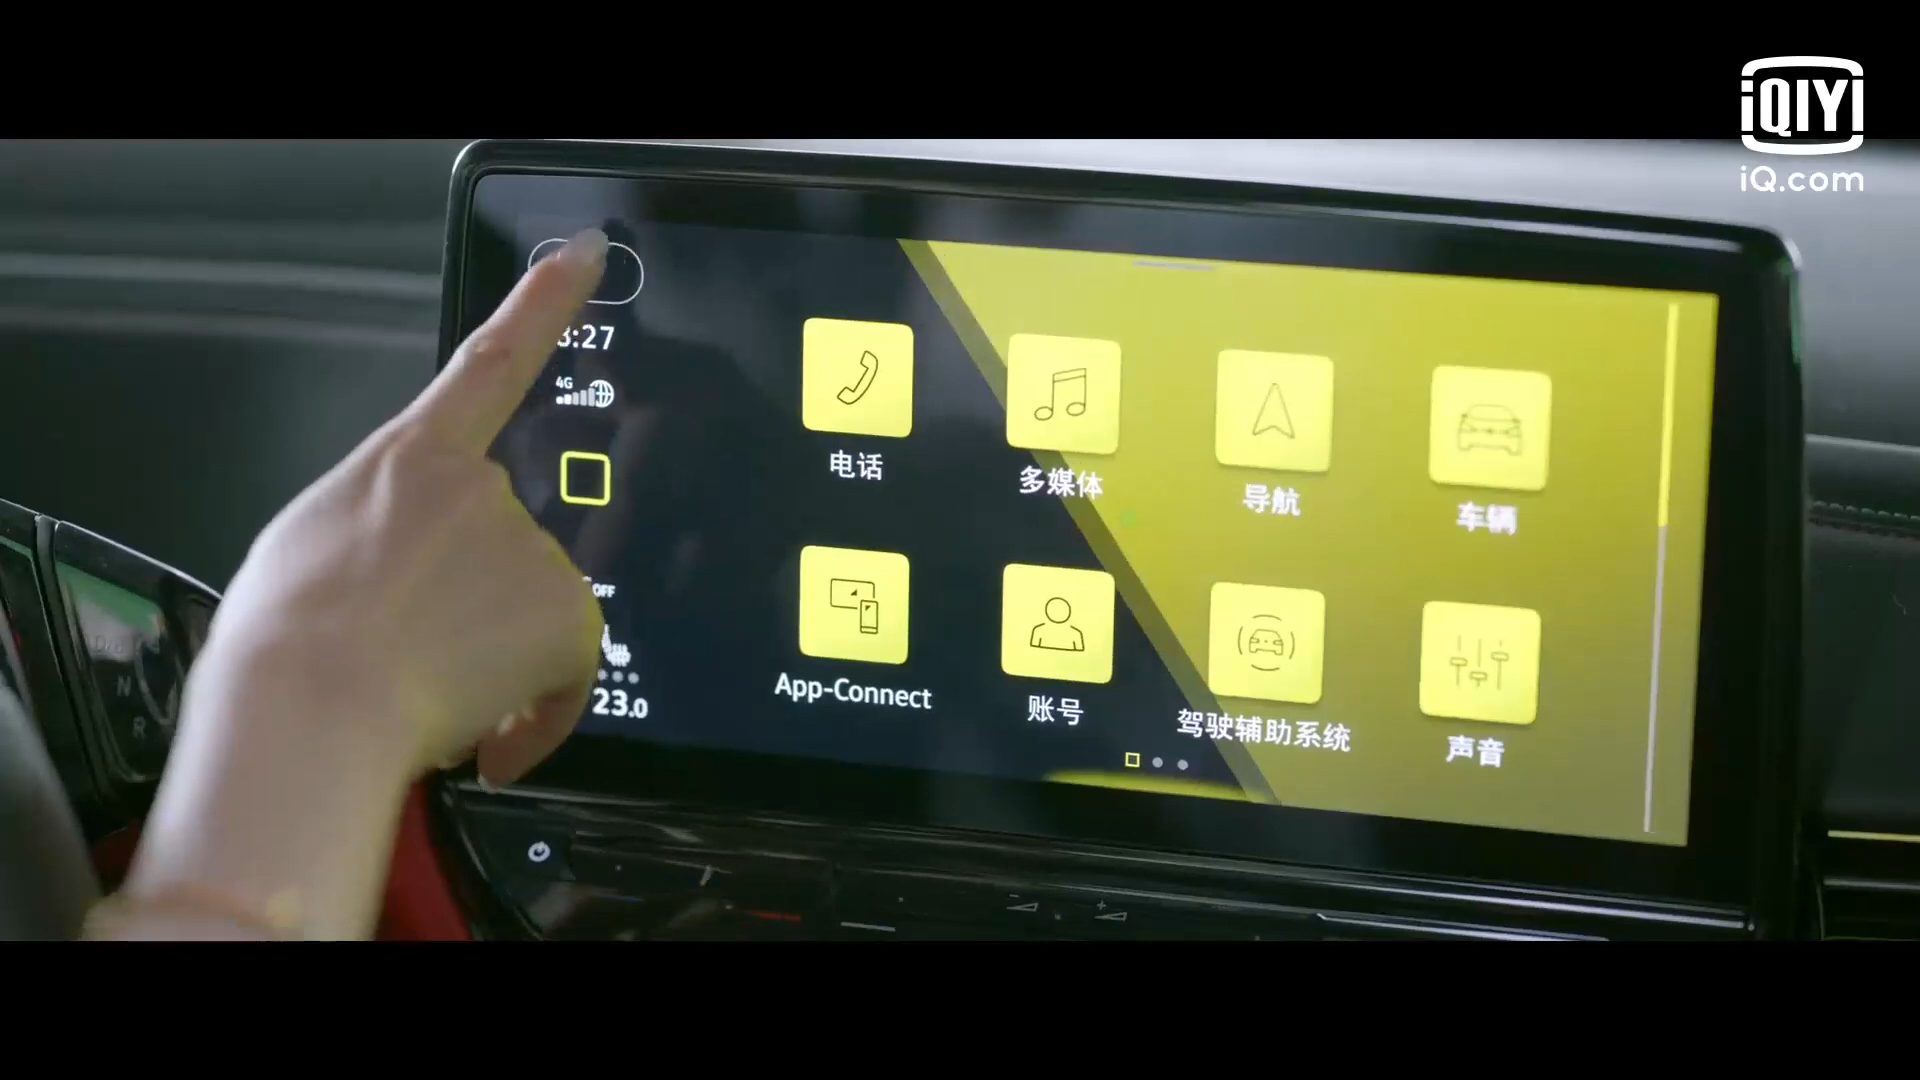 iQIYI
iQ.com
3:27
4G
电话
多媒体
导航
车辆
OFF
23.0
App-Connect
账号
驾驶辅助系统
声音
N
R